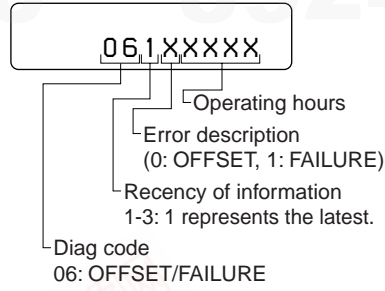 061XXXXXX
Operating hours
Error description
(0: OFFSET, 1: FAILURE)
Recency of information
1-3: 1 represents the latest.
Diag code
06: OFFSET/FAILURE